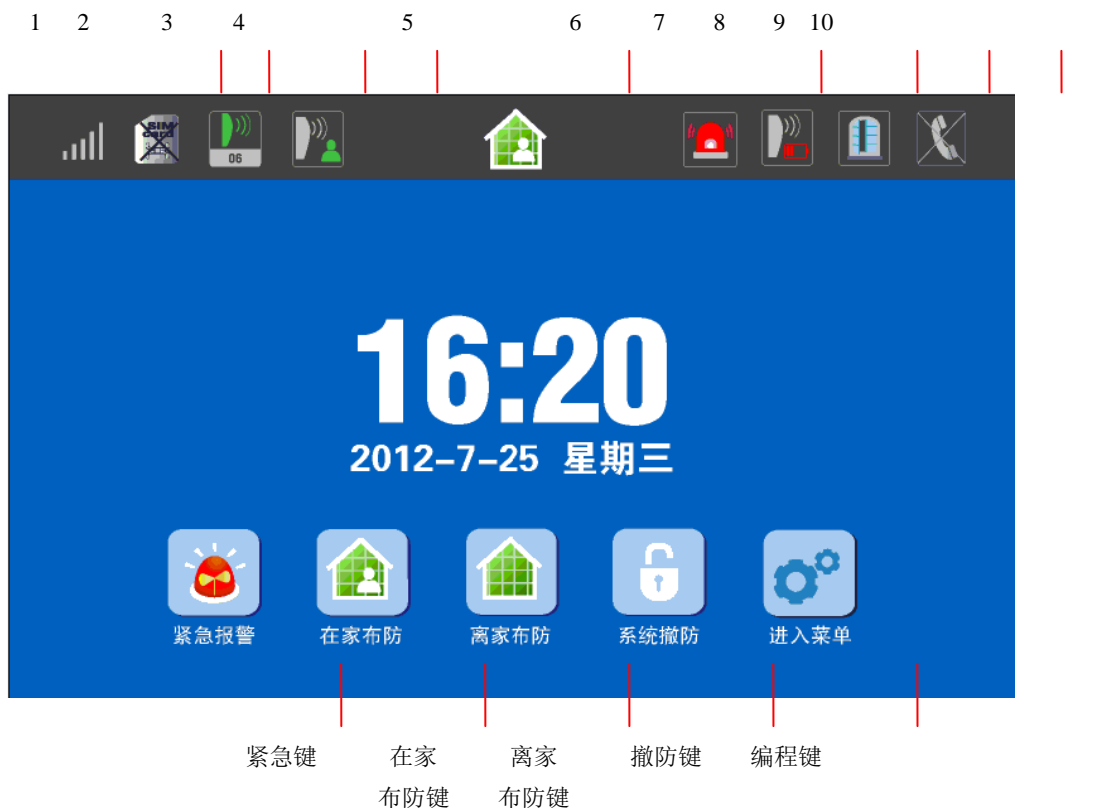 1 2 3 4 5 6 7 8 9 10
SIM
card
06
16:20
2012-7-25 星期三
紧急报警 在家布防 离家布防 系统撤防 进入菜单
紧急键 在家 离家 撤防键 编程键
布防键 布防键